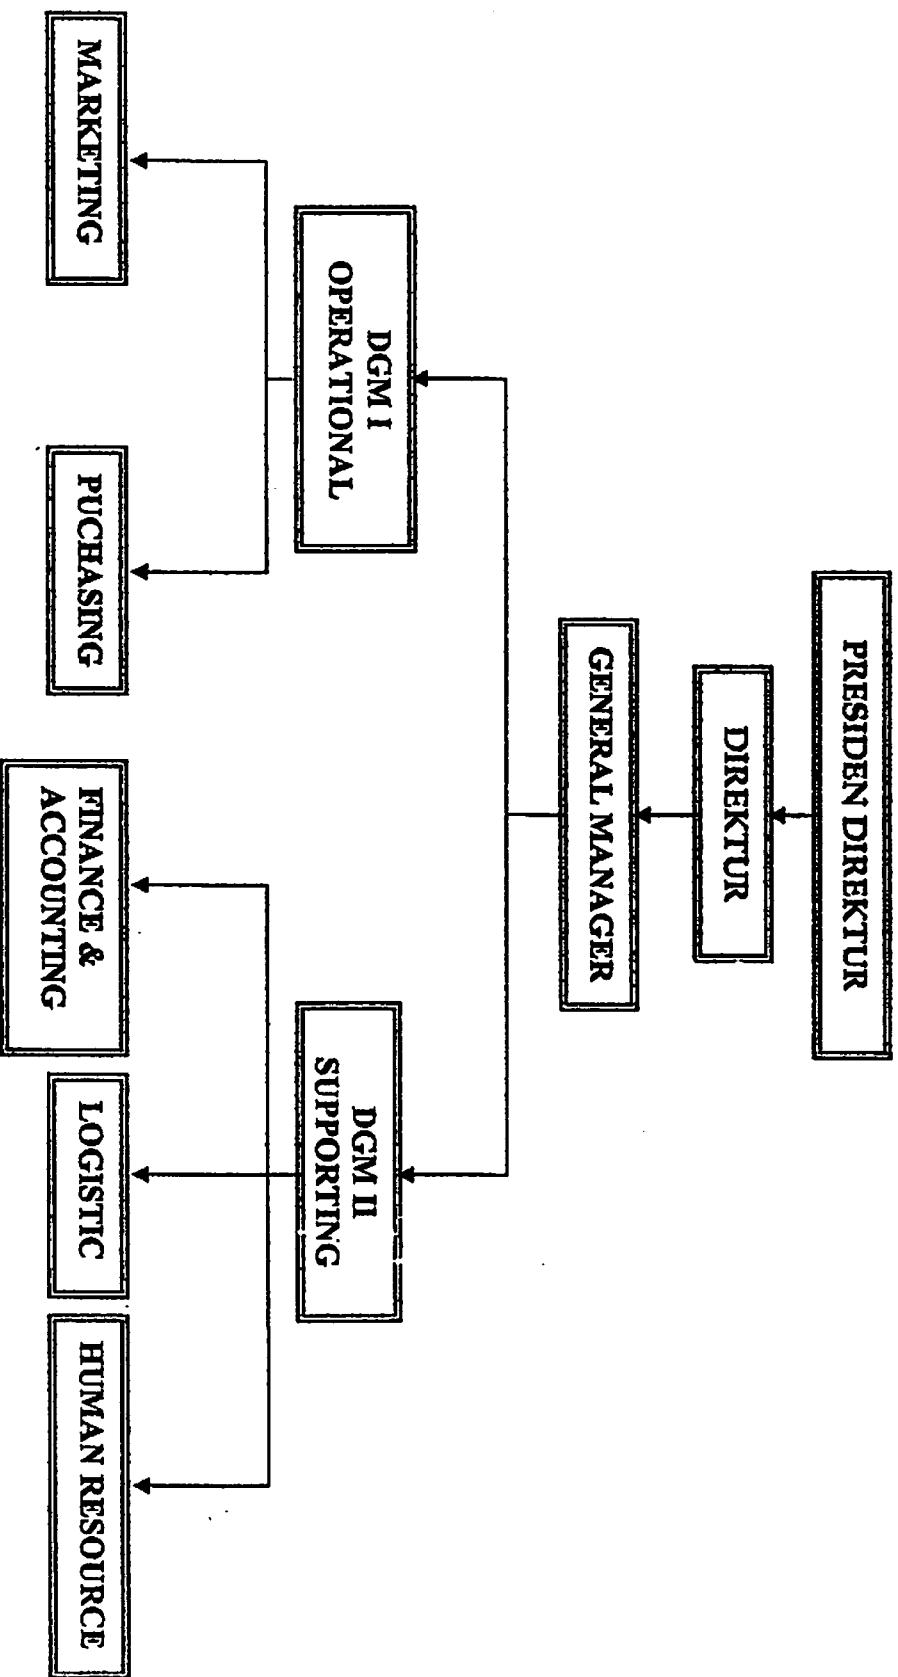 PRESIDEN DIREKTUR
DIREKTUR
GENERAL MANAGER
DGM I
OPERATIONAL
DGM II
SUPPORTING
MARKETING
PUCHASING
FINANCE &
ACCOUNTING
LOGISTIC
HUMAN RESOURCE